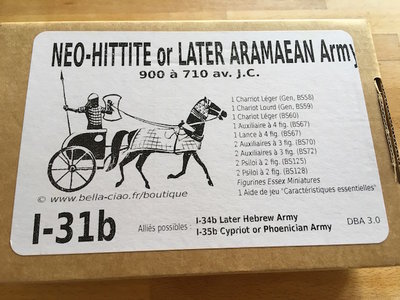 NEO-HITTITE or LATER ARAMAEAN Army
900 à 710 av. J.C.
1 Chariot Léger (Gen, BS58)
1 Chariot Lourd (Gen, BS59)
1 Chariot Léger (BS60)
1 Auxiliaire à 4 fig. (BS67)
1 Lance à 4 fig. (BS67)
2 Auxiliaires à 3 fig. (BS70)
2 Auxiliaires à 3 fig. (BS72)
2 Psiloi à 2 fig. (BS125)
2 Psiloi à 2 fig. (BS128)
Figurines Essex Miniatures
1 Aide de jeu "Caractéristiques essentielles"
© www.bella-ciao.fr/boutique
I-31b
Alliés possibles :
I-34b Later Hebrew Army
I-35b Cypriot or Phoenician Army
DBA 3.0